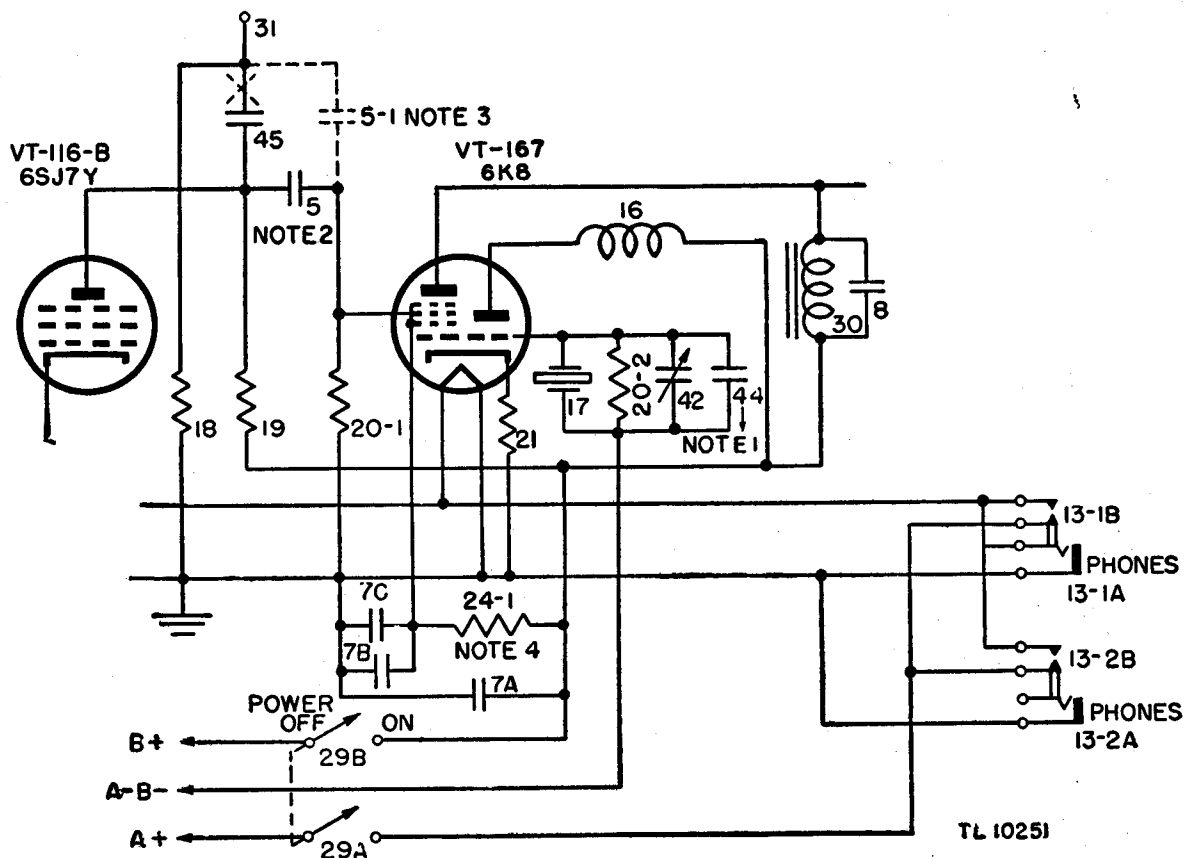 31
5-1 NOTE 3
45
VT-116-B
6SJ7Y
VT-167
6K8
5
NOTE2
16
8
30
18
19
20-1
21
17
20-2
42
44
NOTE 1
13-1B
PHONES
13-1A
7C
24-1
NOTE 4
7B
7A
13-2B
PHONES
13-2A
POWER
OFF
ON
B+
29B
A-B-
A+
29A
TL 10251